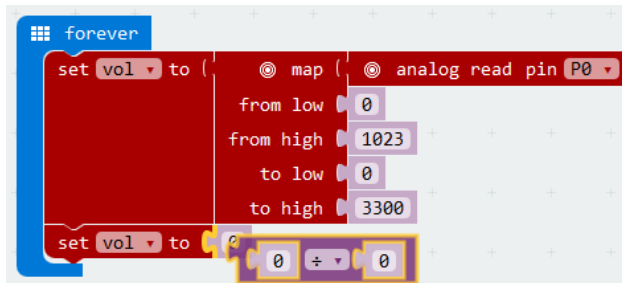 forever
set vol to ( map ( analog read pin P0
from low 0
from high 1023
to low 0
to high 3300
set vol to 0
0 ÷ 0